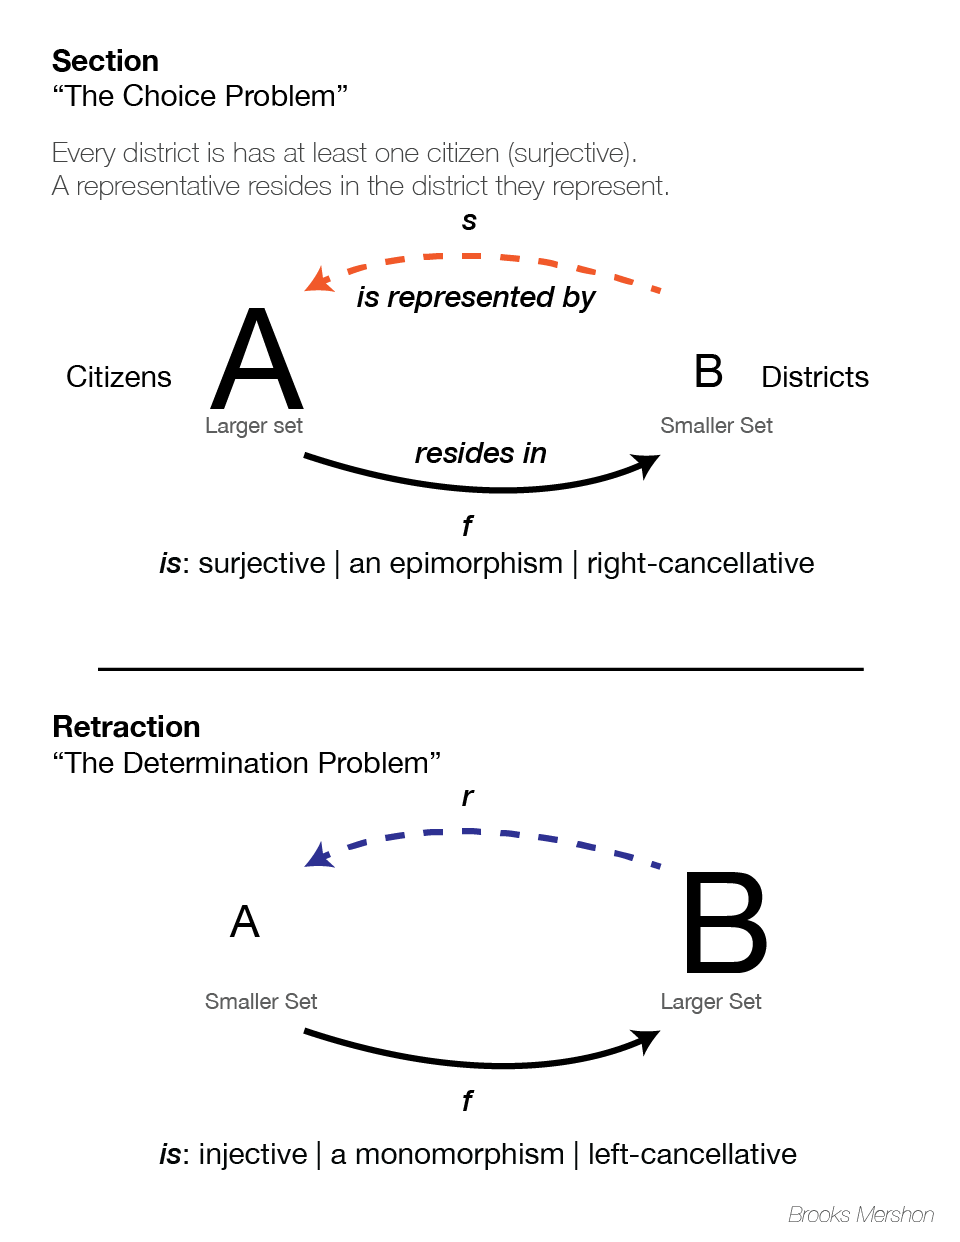 Section
“The Choice Problem”
Every district is has at least one citizen (surjective).
A representative resides in the district they represent.
s
is represented by
A
B
Citizens
Districts
Larger set
Smaller Set
resides in
f
is: surjective | an epimorphism | right-cancellative
Retraction
“The Determination Problem”
r
A
B
Smaller Set
Larger Set
f
is: injective | a monomorphism | left-cancellative
Brooks Mershon